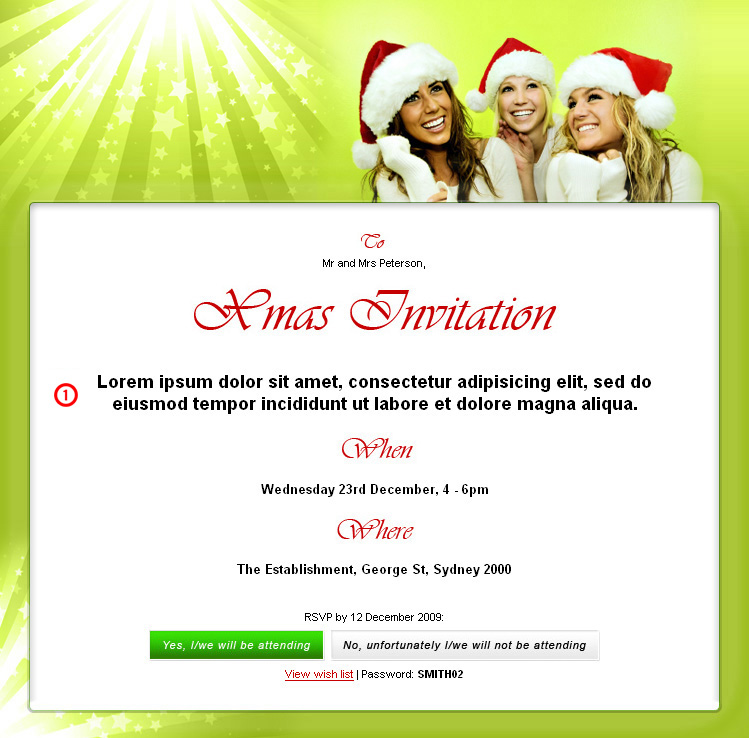 To
Mr and Mrs Peterson,
Xmas Invitation
1
Lorem ipsum dolor sit amet, consectetur adipisicing elit, sed do
eiusmod tempor incididunt ut labore et dolore magna aliqua.
When
Wednesday 23rd December, 4 - 6pm
Where
The Establishment, George St, Sydney 2000
RSVP by 12 December 2009:
Yes, I/we will be attending
No, unfortunately I/we will not be attending
View wish list | Password: SMITH02